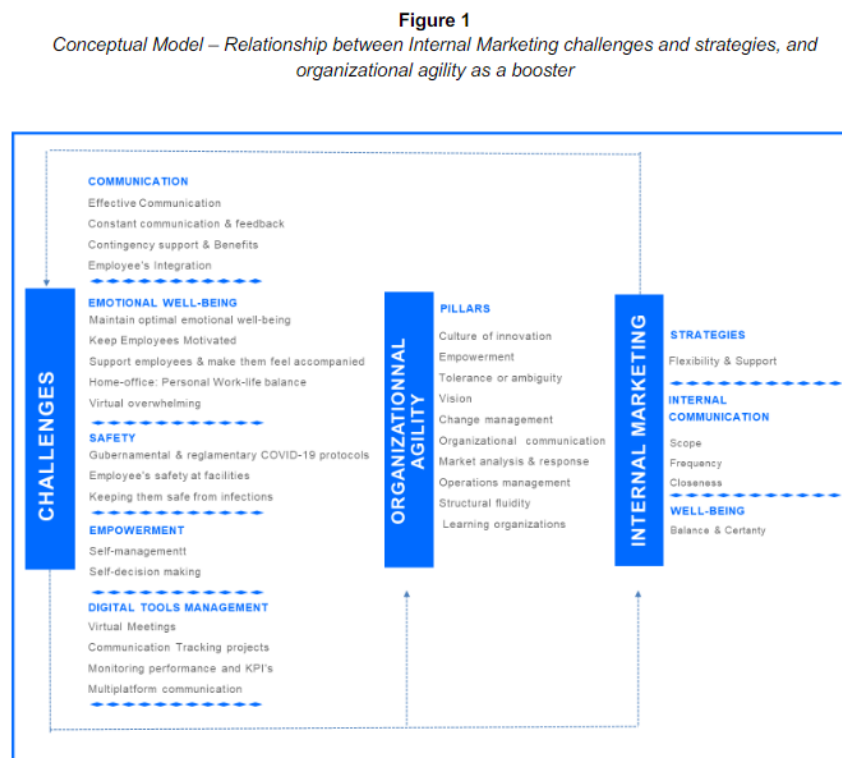 Figure 1
Conceptual Model – Relationship between Internal Marketing challenges and strategies, and
organizational agility as a booster
CHALLENGES
COMMUNICATION
Effective Communication
Constant communication & feedback
Contingency support & Benefits
Employee's Integration
EMOTIONAL WELL-BEING
Maintain optimal emotional well-being
Keep Employees Motivated
Support employees & make them feel accompanied
Home-office: Personal Work-life balance
Virtual overwhelming
SAFETY
Gubernamental & reglamentary COVID-19 protocols
Employee's safety at facilities
Keeping them safe from infections
EMPOWERMENT
Self-managementt
Self-decision making
DIGITAL TOOLS MANAGEMENT
Virtual Meetings
Communication Tracking projects
Monitoring performance and KPI's
Multiplatform communication
ORGANIZATIONNAL
AGILITY
PILLARS
Culture of innovation
Empowerment
Tolerance or ambiguity
Vision
Change management
Organizational communication
Market analysis & response
Operations management
Structural fluidity
Learning organizations
INTERNAL MARKETING
STRATEGIES
Flexibility & Support
INTERNAL
COMMUNICATION
Scope
Frequency
Closeness
WELL-BEING
Balance & Certanty